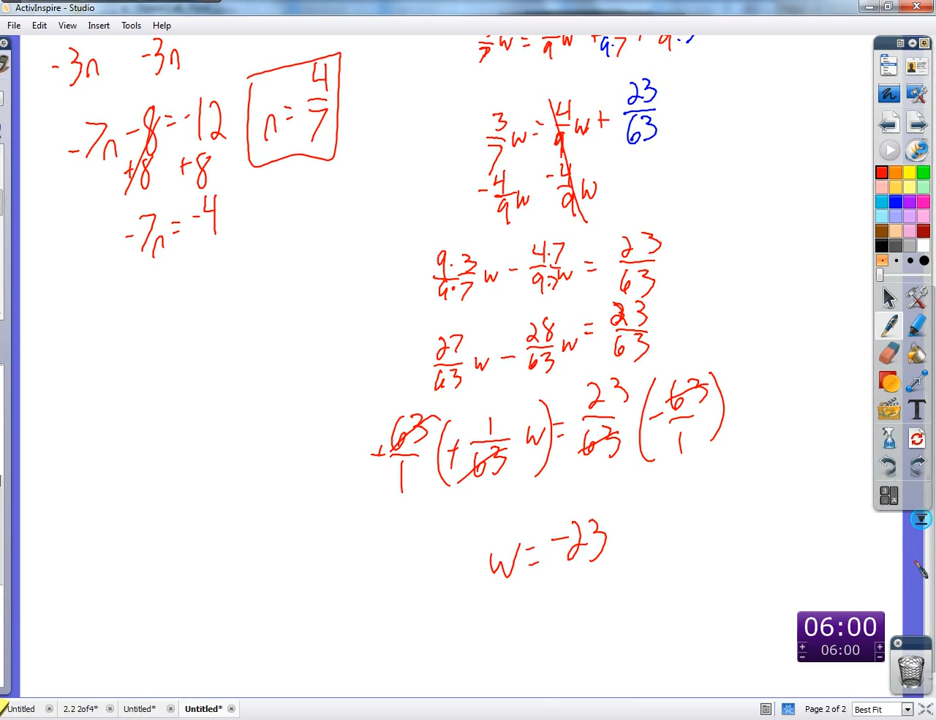 ActivInspire - Studio
File Edit View Insert Tools Help
-3n -3n
-7n -8 = -12
+8 +8
-7n = -4
n = 4/7
3/7 w = 4/9 w + 23/63
-4/9 w -4/9 w
9·3/9·7 w - 4·7/9·7 w = 23/63
27/63 w - 28/63 w = 23/63
+63/1 (+1/63 w) = 23/63 (-63/1)
w = -23
06:00
06:00
Untitled 2.2 2of4* Untitled* Untitled*
Page 2 of 2 Best Fit